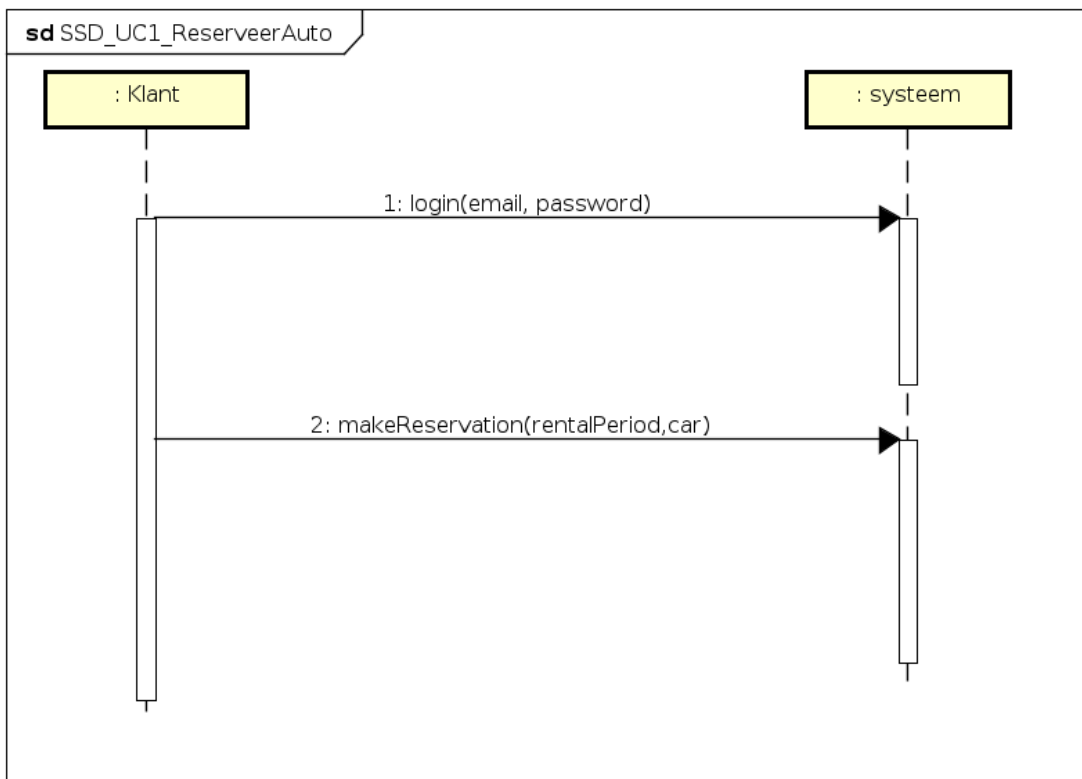 sd SSD_UC1_ReserveerAuto
: Klant
: systeem
1: login(email, password)
2: makeReservation(rentalPeriod,car)